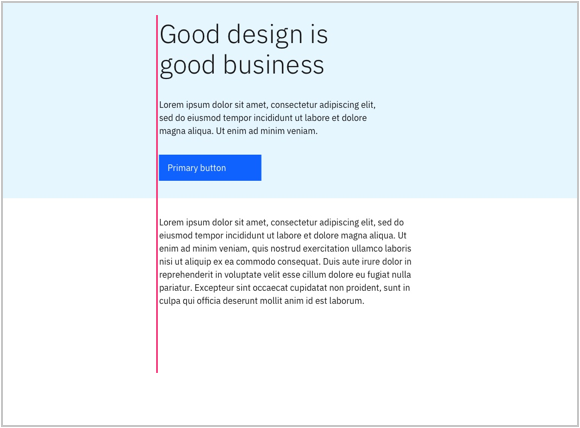 Good design is
good business
Lorem ipsum dolor sit amet, consectetur adipiscing elit,
sed do eiusmod tempor incididunt ut labore et dolore
magna aliqua. Ut enim ad minim veniam.
Primary button
Lorem ipsum dolor sit amet, consectetur adipiscing elit, sed do
eiusmod tempor incididunt ut labore et dolore magna aliqua. Ut
enim ad minim veniam, quis nostrud exercitation ullamco laboris
nisi ut aliquip ex ea commodo consequat. Duis aute irure dolor in
reprehenderit in voluptate velit esse cillum dolore eu fugiat nulla
pariatur. Excepteur sint occaecat cupidatat non proident, sunt in
culpa qui officia deserunt mollit anim id est laborum.